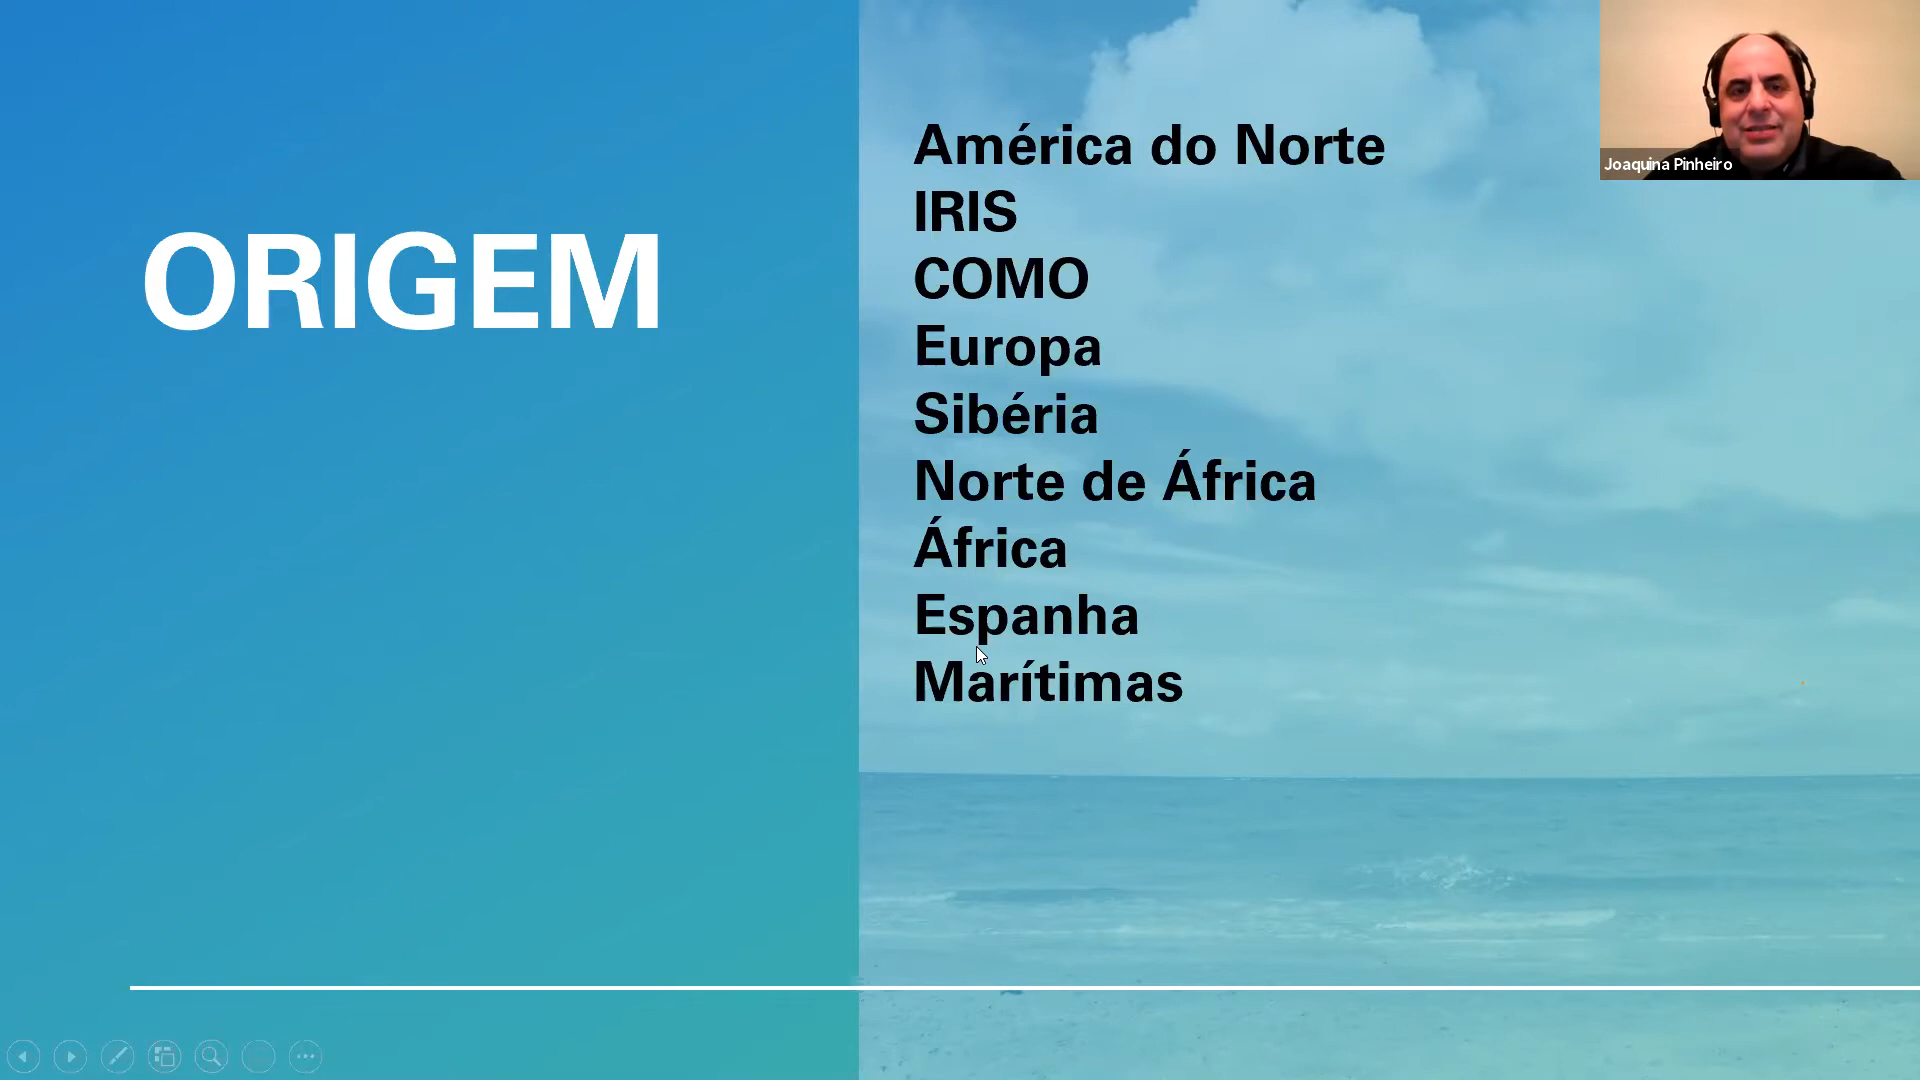 ORIGEM
América do Norte
IRIS
COMO
Europa
Sibéria
Norte de África
África
Espanha
Marítimas
Joaquina Pinheiro